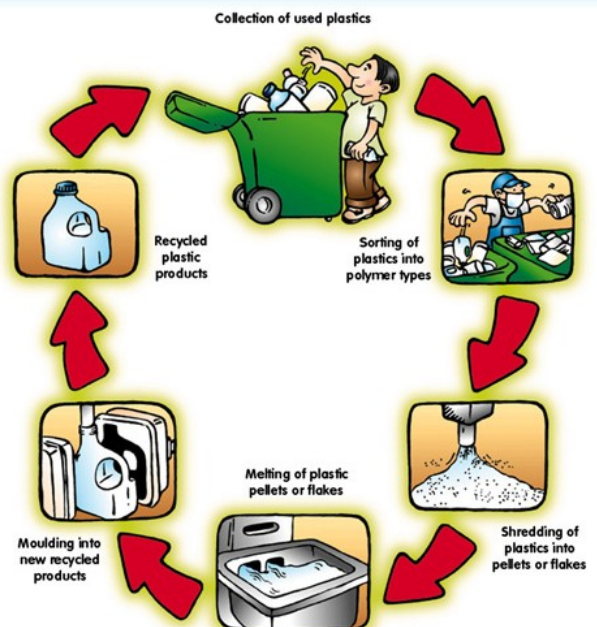 Collection of used plastics
Sorting of
plastics into
polymer types
Shredding of
plastics into
pellets or flakes
Melting of plastic
pellets or flakes
Moulding into
new recycled
products
Recycled
plastic
products